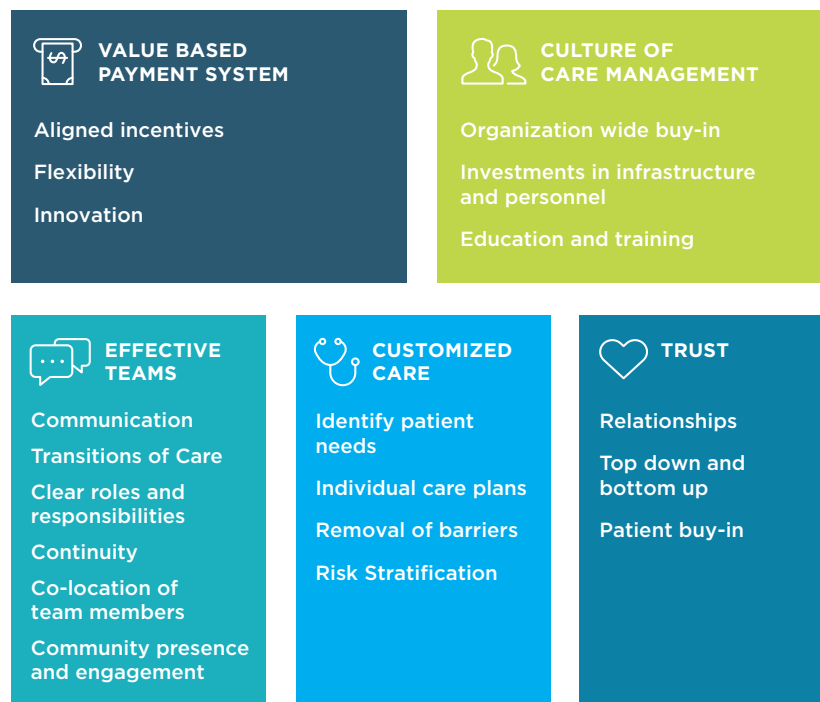 VALUE BASED
PAYMENT SYSTEM
Aligned incentives
Flexibility
Innovation
CULTURE OF
CARE MANAGEMENT
Organization wide buy-in
Investments in infrastructure
and personnel
Education and training
EFFECTIVE
TEAMS
Communication
Transitions of Care
Clear roles and
responsibilities
Continuity
Co-location of
team members
Community presence
and engagement
CUSTOMIZED
CARE
Identify patient
needs
Individual care plans
Removal of barriers
Risk Stratification
TRUST
Relationships
Top down and
bottom up
Patient buy-in